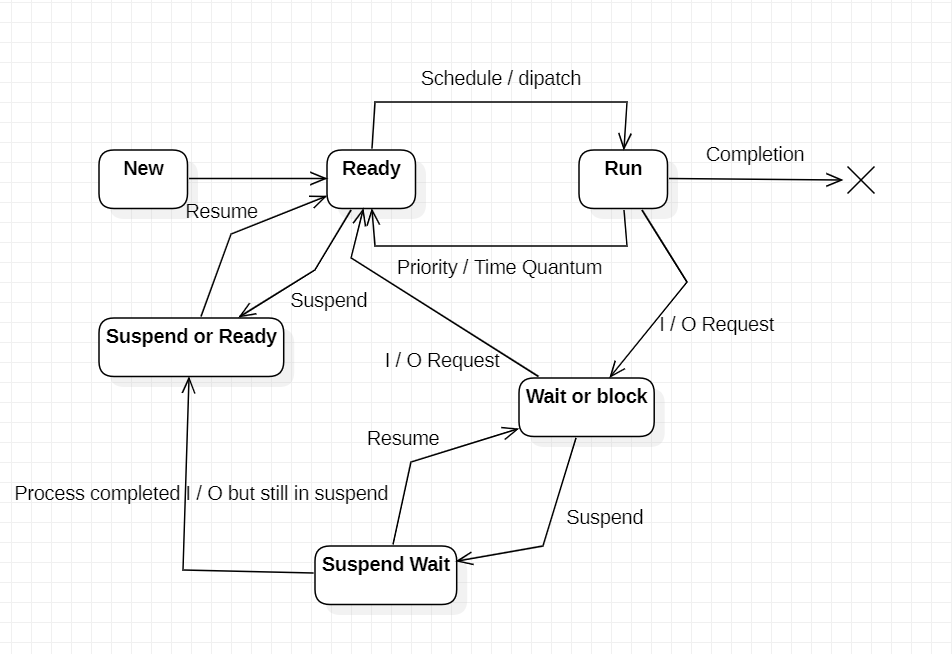 Schedule / dipatch
Completion
New
Ready
Run
Resume
Priority / Time Quantum
Suspend
I / O Request
Suspend or Ready
I / O Request
Wait or block
Resume
Process completed I / O but still in suspend
Suspend
Suspend Wait